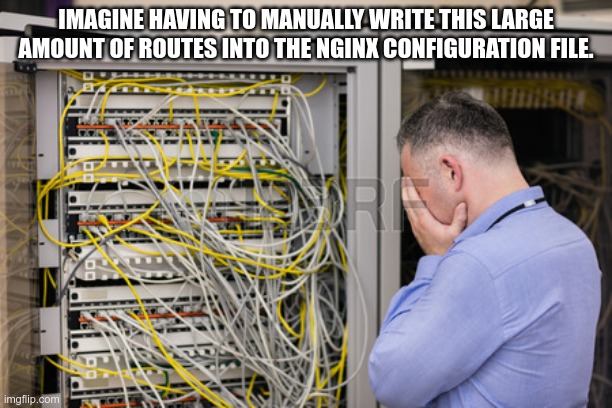 IMAGINE HAVING TO MANUALLY WRITE THIS LARGE
AMOUNT OF ROUTES INTO THE NGINX CONFIGURATION FILE.
imgflip.com